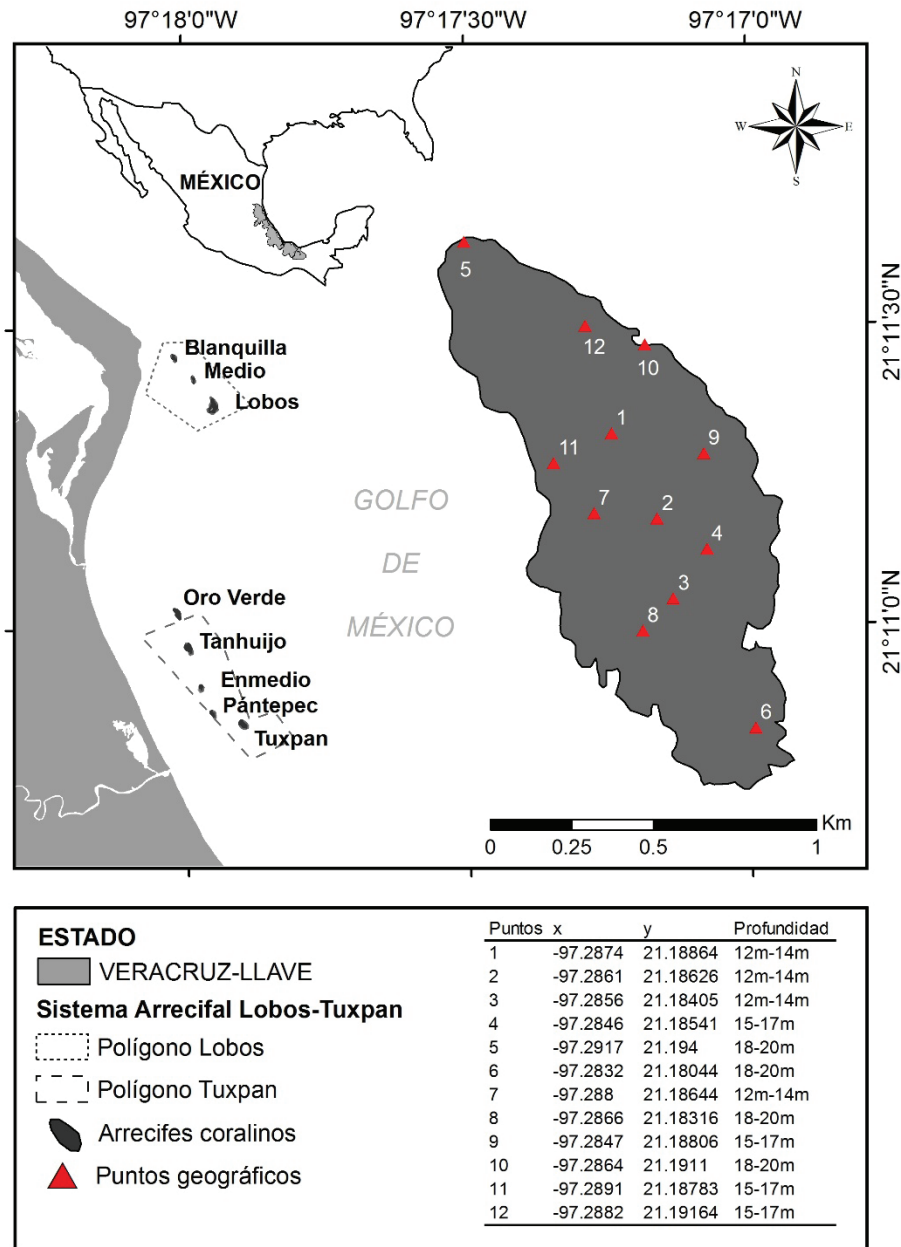 97°18'0"W 97°17'30"W 97°17'0"W
N
W E
S
MÉXICO
5
12
10
21°11'30"N
Blanquilla
Medio
Lobos
1
9
11
7
2
4
GOLFO
DE
MÉXICO
3
8
21°11'0"N
Oro Verde
Tanhuijo
Enmedio
Pántepec
Tuxpan
6
Km
0 0.25 0.5 1
ESTADO
VERACRUZ-LLAVE
Sistema Arrecifal Lobos-Tuxpan
Polígono Lobos
Polígono Tuxpan
Arrecifes coralinos
Puntos geográficos
Puntos x y Profundidad
1 -97.2874 21.18864 12m-14m
2 -97.2861 21.18626 12m-14m
3 -97.2856 21.18405 12m-14m
4 -97.2846 21.18541 15-17m
5 -97.2917 21.194 18-20m
6 -97.2832 21.18044 18-20m
7 -97.288 21.18644 12m-14m
8 -97.2866 21.18316 18-20m
9 -97.2847 21.18806 15-17m
10 -97.2864 21.1911 18-20m
11 -97.2891 21.18783 15-17m
12 -97.2882 21.19164 15-17m